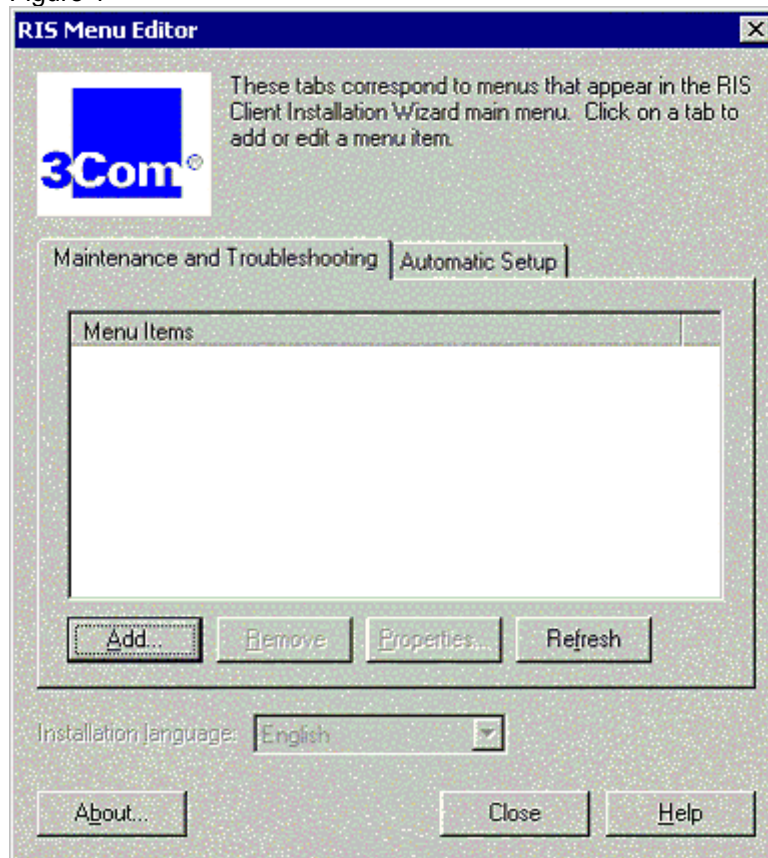 RIS Menu Editor
3Com®
These tabs correspond to menus that appear in the RIS
Client Installation Wizard main menu. Click on a tab to
add or edit a menu item.
Maintenance and Troubleshooting
Automatic Setup
Menu Items
Add...
Remove
Properties...
Refresh
Installation language:
English
About...
Close
Help